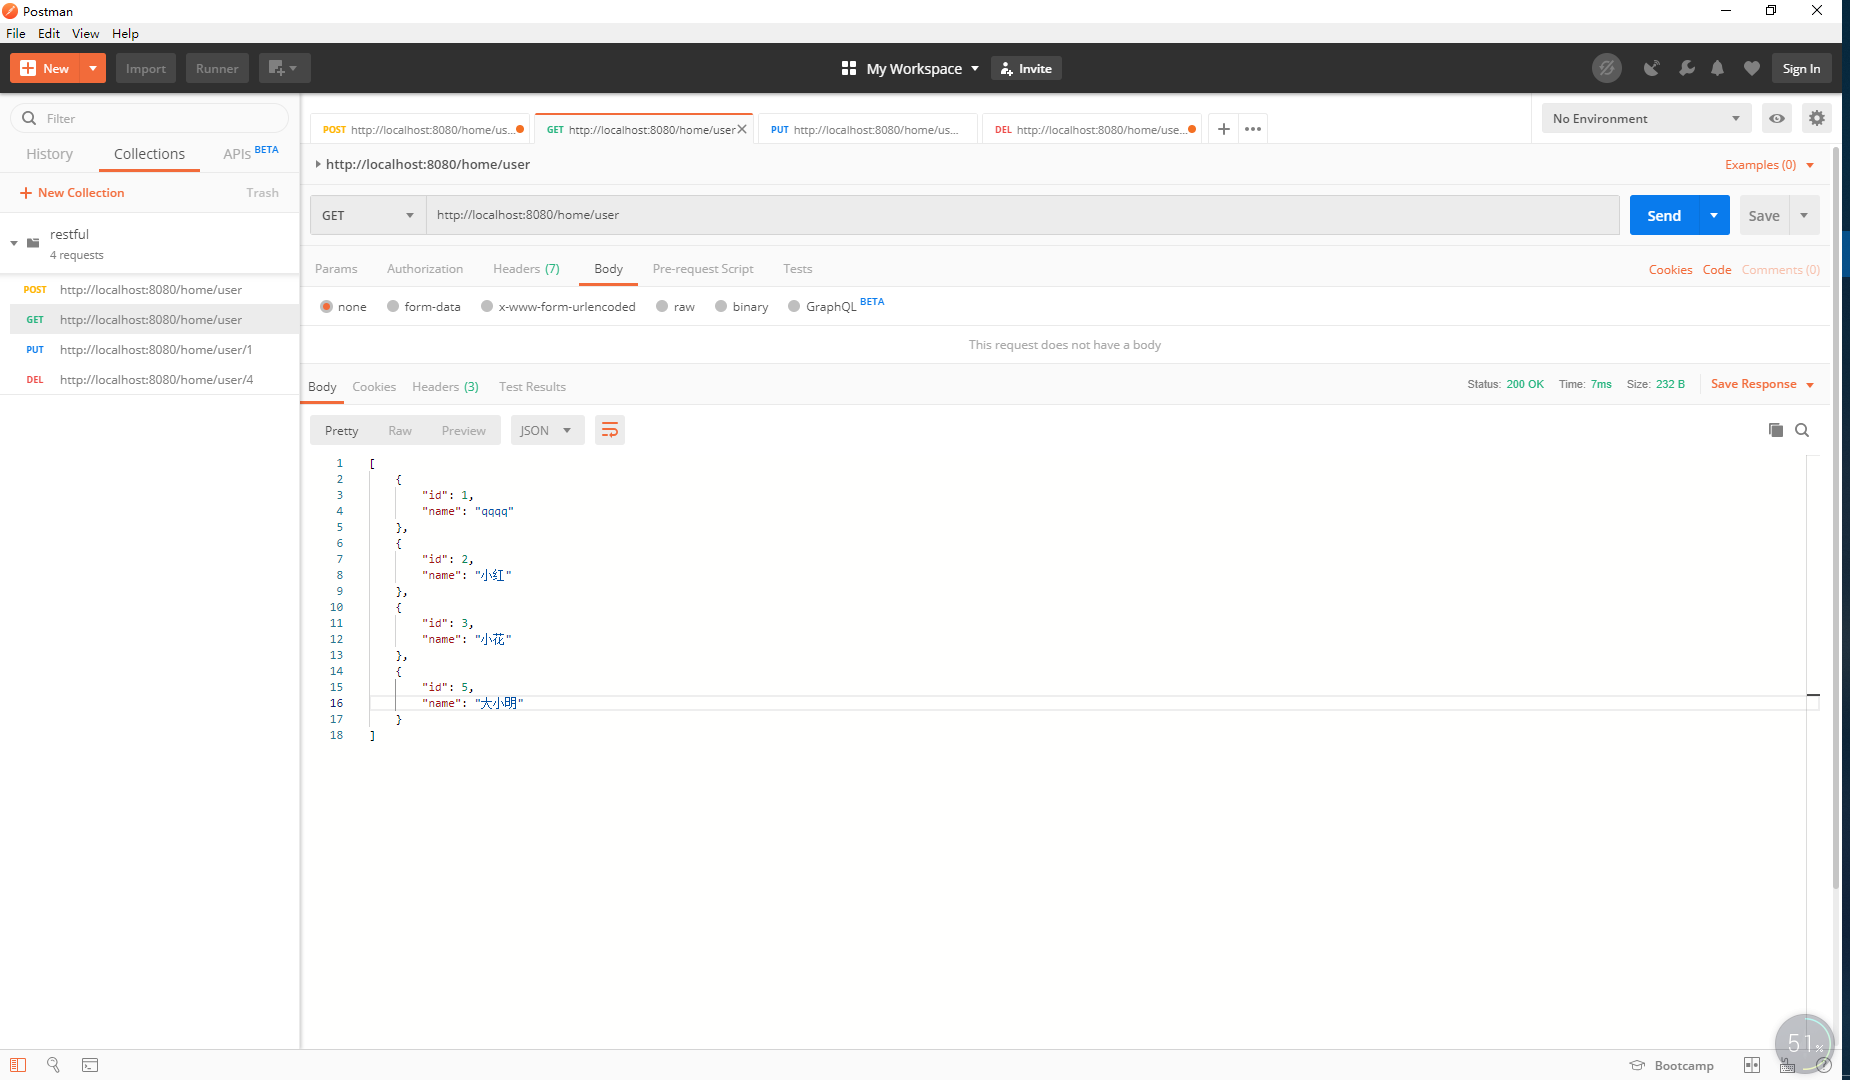 Postman
File Edit View Help
New Import Runner My Workspace Invite Sign In
Filter
History Collections APIs BETA
New Collection Trash
restful
4 requests
POST http://localhost:8080/home/user
GET http://localhost:8080/home/user
PUT http://localhost:8080/home/user/1
DEL http://localhost:8080/home/user/4
POST http://localhost:8080/home/us... GET http://localhost:8080/home/user PUT http://localhost:8080/home/us... DEL http://localhost:8080/home/use... No Environment
http://localhost:8080/home/user Examples (0)
GET http://localhost:8080/home/user Send Save
Params Authorization Headers (7) Body Pre-request Script Tests Cookies Code Comments (0)
none form-data x-www-form-urlencoded raw binary GraphQL BETA
This request does not have a body
Body Cookies Headers (3) Test Results Status: 200 OK Time: 7ms Size: 232 B Save Response
Pretty Raw Preview JSON
1 [
2 {
3 "id": 1,
4 "name": "qqqq"
5 },
6 {
7 "id": 2,
8 "name": "小红"
9 },
10 {
11 "id": 3,
12 "name": "小花"
13 },
14 {
15 "id": 5,
16 "name": "大小明"
17 }
18 ]
51%
Bootcamp